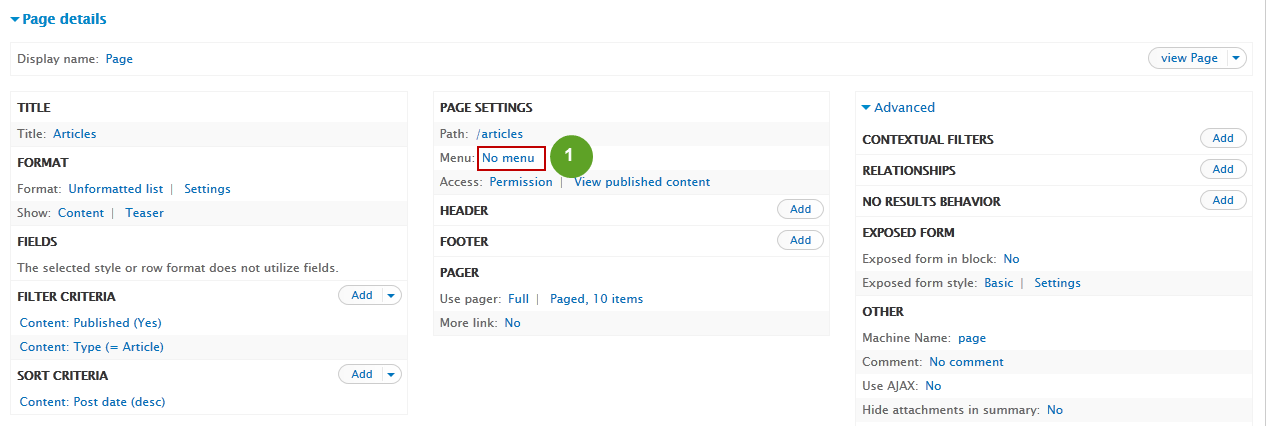 Page details
Display name: Page
view Page
TITLE
Title: Articles
FORMAT
Format: Unformatted list | Settings
Show: Content | Teaser
FIELDS
The selected style or row format does not utilize fields.
FILTER CRITERIA
Add
Content: Published (Yes)
Content: Type (= Article)
SORT CRITERIA
Add
Content: Post date (desc)
PAGE SETTINGS
Path: /articles
Menu: No menu
1
Access: Permission | View published content
HEADER
Add
FOOTER
Add
PAGER
Use pager: Full | Paged, 10 items
More link: No
Advanced
CONTEXTUAL FILTERS
Add
RELATIONSHIPS
Add
NO RESULTS BEHAVIOR
Add
EXPOSED FORM
Exposed form in block: No
Exposed form style: Basic | Settings
OTHER
Machine Name: page
Comment: No comment
Use AJAX: No
Hide attachments in summary: No